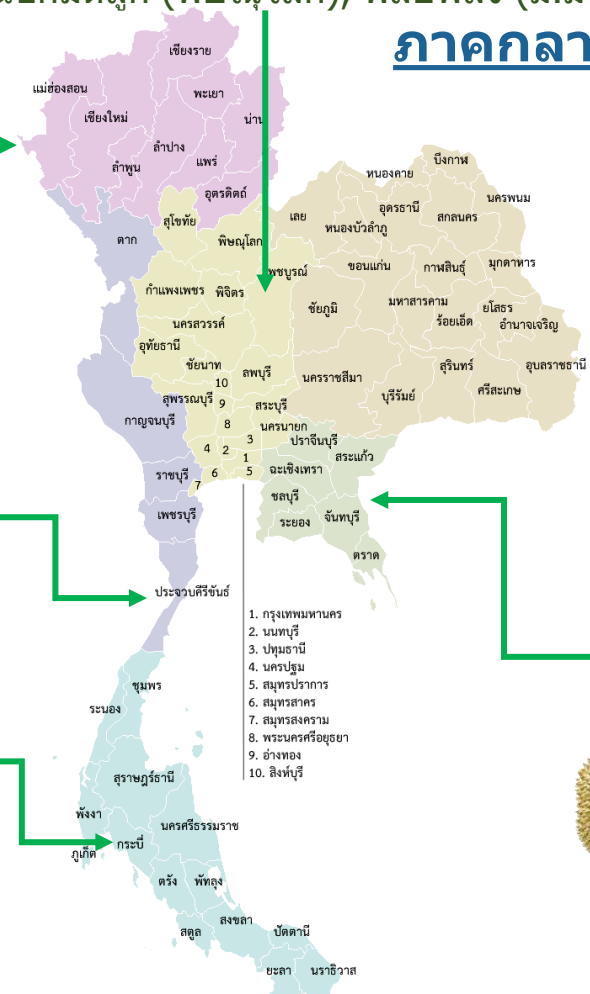 ภาคกลา
เชียงราย
แม่ฮ่องสอน
พะเยา
เชียงใหม่
น่าน
ลำปาง
ลำพูน
แพร่
อุตรดิตถ์
บึงกาฬ
หนองคาย
นครพนม
อุดรธานี
สกลนคร
เลย
หนองบัวลำภู
สุโขทัย
ตาก
พิษณุโลก
เพชบูรณ์
ขอนแก่น
กาฬสินธุ์
มุกดาหาร
กำแพงเพชร
พิจิตร
ชัยภูมิ
มหาสารคาม
ร้อยเอ็ด
ยโสธร
อำนาจเจริญ
นครสวรรค์
อุทัยธานี
ชัยนาท
ลพบุรี
นครราชสีมา
สุรินทร์
อุบลราชธานี
บุรีรัมย์
ศรีสะเกษ
10
สุพรรณบุรี
9
สระบุรี
กาญจนบุรี
8
นครนายก
3
ปราจีนบุรี
4
2
1
สระแก้ว
ราชบุรี
6
5
ฉะเชิงเทรา
7
ชลบุรี
เพชรบุรี
ระยอง
จันทบุรี
ตราด
ประจวบคีรีขันธ์
1. กรุงเทพมหานคร
2. นนทบุรี
3. ปทุมธานี
4. นครปฐม
5. สมุทรปราการ
6. สมุทรสาคร
7. สมุทรสงคราม
8. พระนครศรีอยุธยา
9. อ่างทอง
10. สิงห์บุรี
ชุมพร
ระนอง
สุราษฎร์ธานี
พังงา
นครศรีธรรมราช
ภูเก็ต
กระบี่
ตรัง
พัทลุง
สตูล
สงขลา
ปัตตานี
ยะลา
นราธิวาส